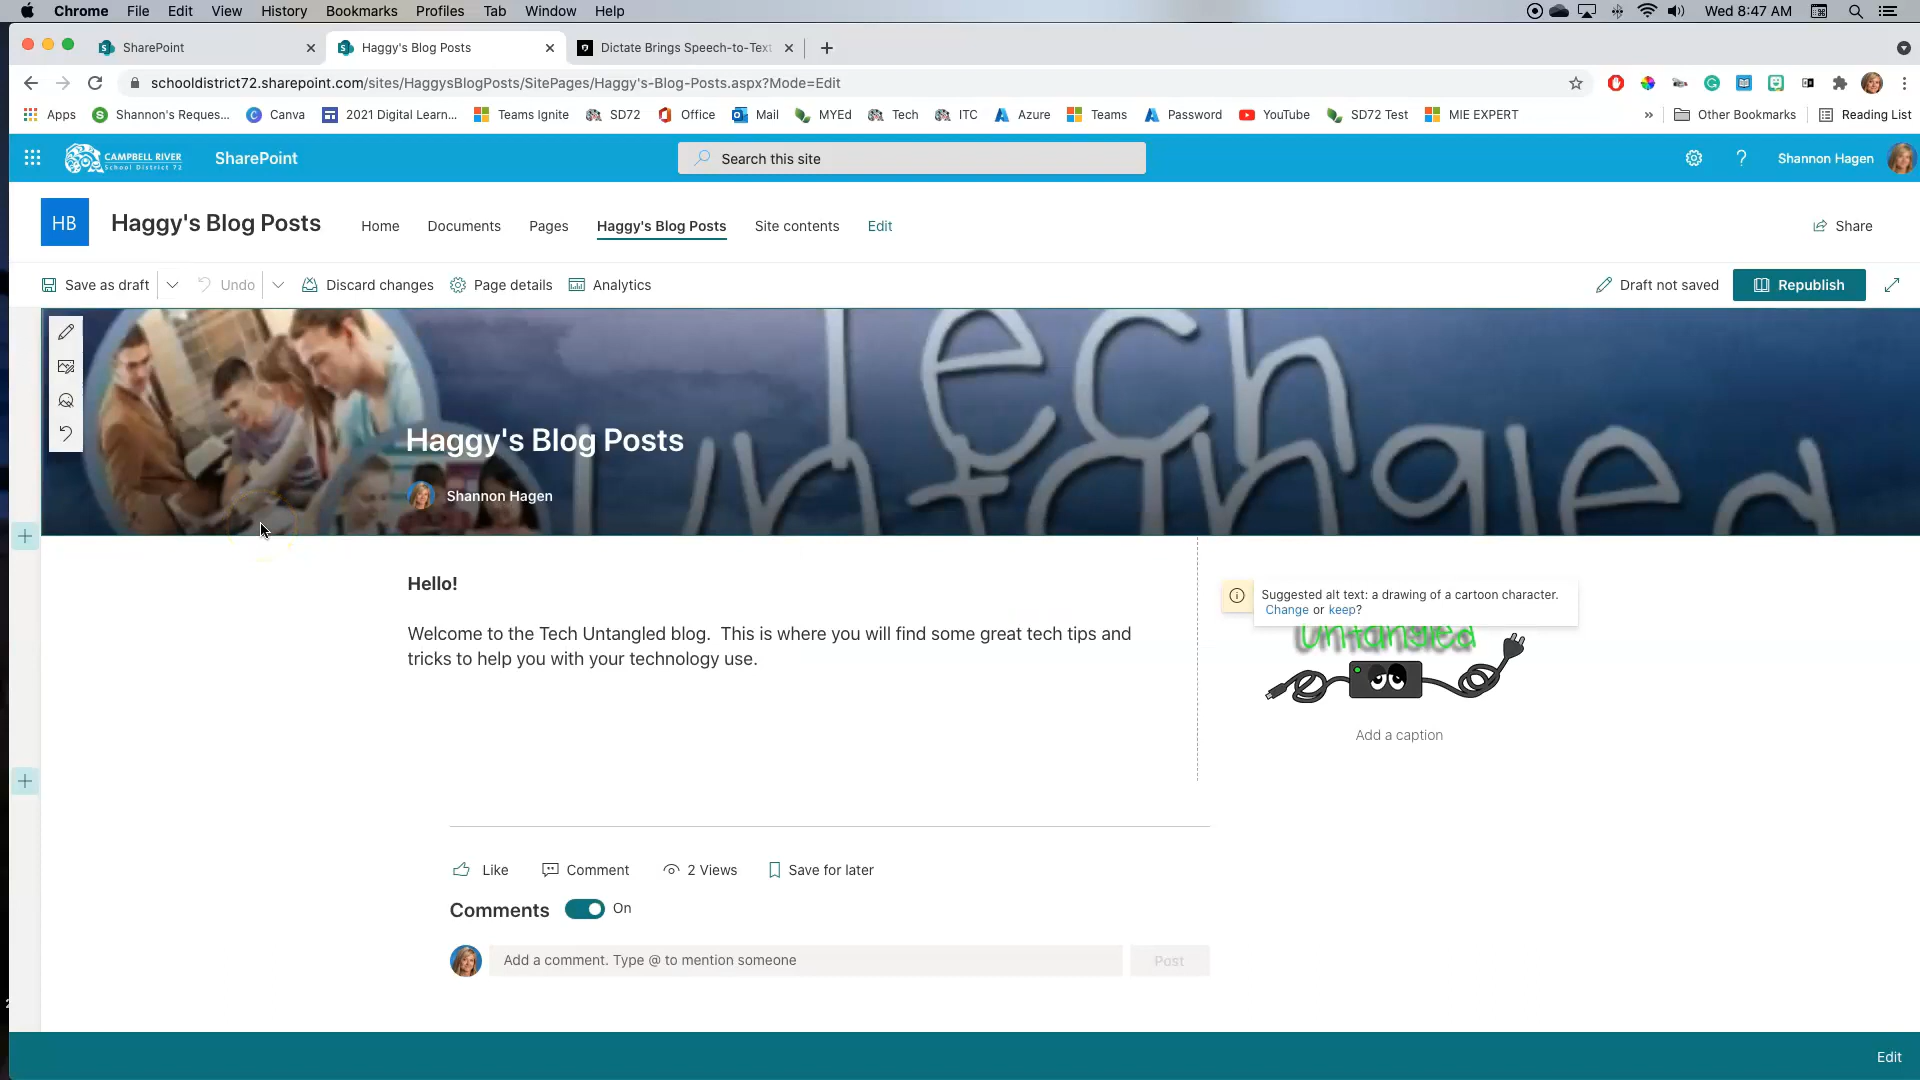 Chrome File Edit View History Bookmarks Profiles Tab Window Help
Wed 8:47 AM
SharePoint
Haggy's Blog Posts
Dictate Brings Speech-to-Text
schooldistrict72.sharepoint.com/sites/HaggysBlogPosts/SitePages/Haggy's-Blog-Posts.aspx?Mode=Edit
Apps Shannon's Reques... Canva 2021 Digital Learn... Teams Ignite SD72 Office Mail MYEd Tech ITC Azure Teams Password YouTube SD72 Test MIE EXPERT » Other Bookmarks Reading List
CAMPBELL RIVER
School District 72
SharePoint
Search this site
? Shannon Hagen
HB
Haggy's Blog Posts
Home Documents Pages Haggy's Blog Posts Site contents Edit
Share
Save as draft Undo Discard changes Page details Analytics
Draft not saved Republish
Tech
Untangled
Haggy's Blog Posts
Shannon Hagen
Hello!
Welcome to the Tech Untangled blog. This is where you will find some great tech tips and
tricks to help you with your technology use.
Suggested alt text: a drawing of a cartoon character.
Change or keep?
Untangled
Add a caption
Like Comment 2 Views Save for later
Comments On
Add a comment. Type @ to mention someone
Post
Edit